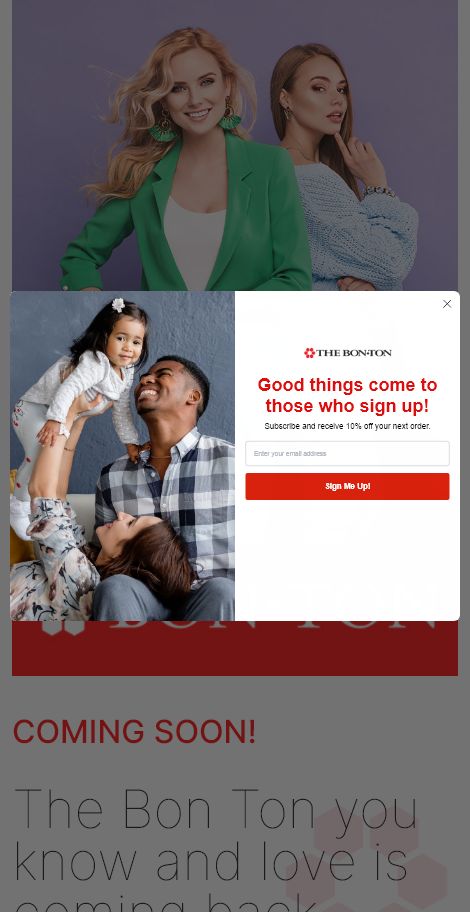 THE BON·TON
Good things come to
those who sign up!
Subscribe and receive 10% off your next order.
Enter your email address
Sign Me Up!
BON·TON
COMING SOON!
The Bon Ton you
know and love is
coming back